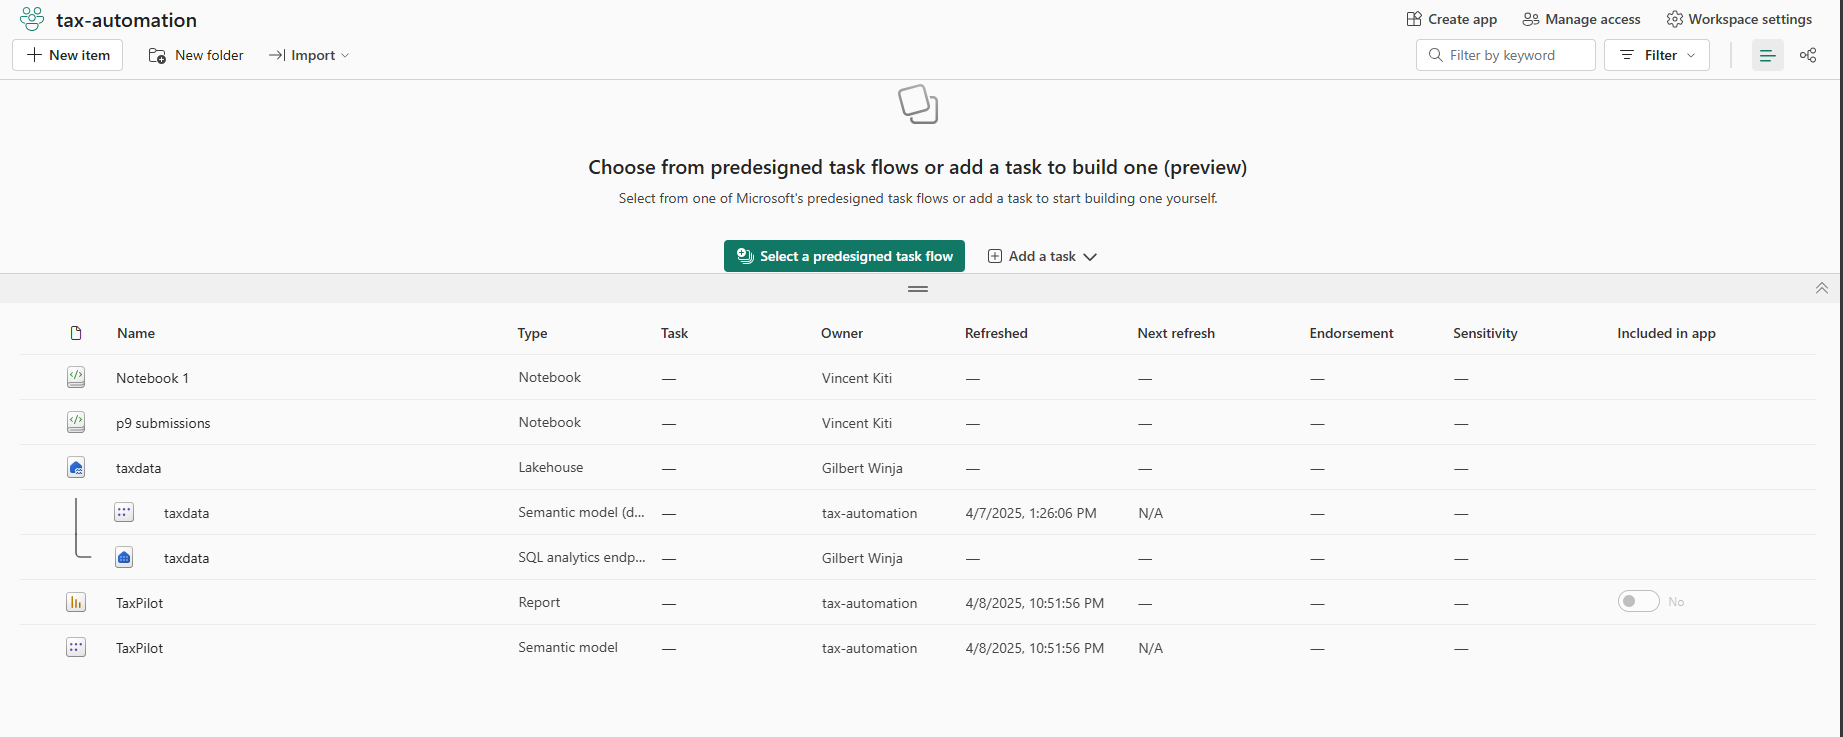 tax-automation
Create app Manage access Workspace settings
New item New folder Import Filter by keyword Filter
Choose from predesigned task flows or add a task to build one (preview)
Select from one of Microsoft's predesigned task flows or add a task to start building one yourself.
Select a predesigned task flow Add a task
Name Type Task Owner Refreshed Next refresh Endorsement Sensitivity Included in app
Notebook 1 Notebook — Vincent Kiti — — — —
p9 submissions Notebook — Vincent Kiti — — — —
taxdata Lakehouse — Gilbert Winja — — — —
taxdata Semantic model (d... — tax-automation 4/7/2025, 1:26:06 PM N/A — —
taxdata SQL analytics endp... — Gilbert Winja — — — —
TaxPilot Report — tax-automation 4/8/2025, 10:51:56 PM — — — No
TaxPilot Semantic model — tax-automation 4/8/2025, 10:51:56 PM N/A — —